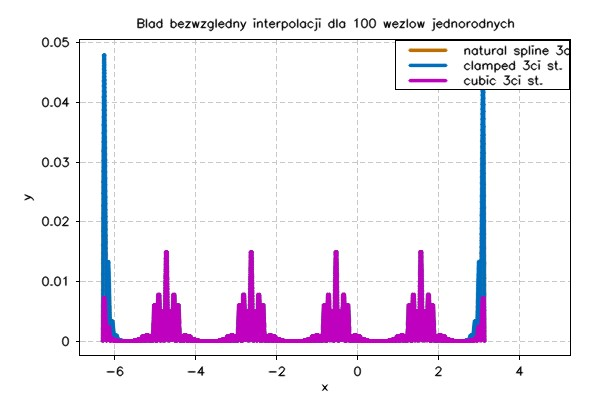 Blad bezwzgledny interpolacji dla 100 wezlow jednorodnych
0.05
natural spline 3c
clamped 3ci st.
cubic 3ci st.
0.04
0.03
y
0.02
0.01
0
-6 -4 -2 0 2 4
x